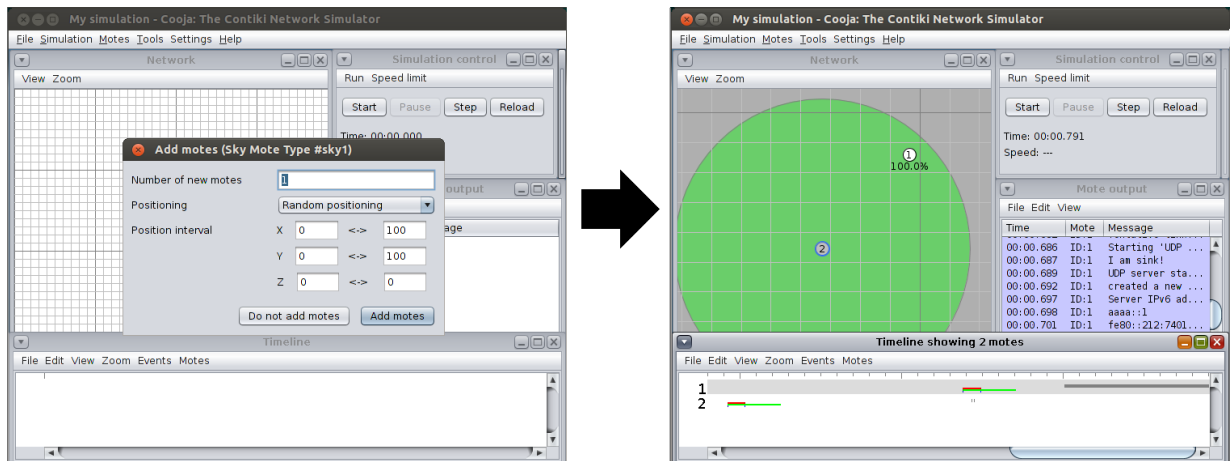 My simulation - Cooja: The Contiki Network Simulator
File Simulation Motes Tools Settings Help
Network
View Zoom
Simulation control
Run Speed limit
Start Pause Step Reload
Time: 00:00.000
Add motes (Sky Mote Type #sky1)
Number of new motes 1
Positioning Random positioning
Position interval X 0 <-> 100
Y 0 <-> 100
Z 0 <-> 0
Do not add motes Add motes
output
age
Timeline
File Edit View Zoom Events Motes
My simulation - Cooja: The Contiki Network Simulator
File Simulation Motes Tools Settings Help
Network
View Zoom
1
100.0%
2
Simulation control
Run Speed limit
Start Pause Step Reload
Time: 00:00.791
Speed: ---
Mote output
File Edit View
Time Mote Message
00:00.686 ID:1 Starting 'UDP ...
00:00.687 ID:1 I am sink!
00:00.689 ID:1 UDP server sta...
00:00.692 ID:1 created a new ...
00:00.697 ID:1 Server IPv6 ad...
00:00.698 ID:1 aaaa::1
00:00.701 ID:1 fe80::212:7401...
Timeline showing 2 motes
File Edit View Zoom Events Motes
1
2